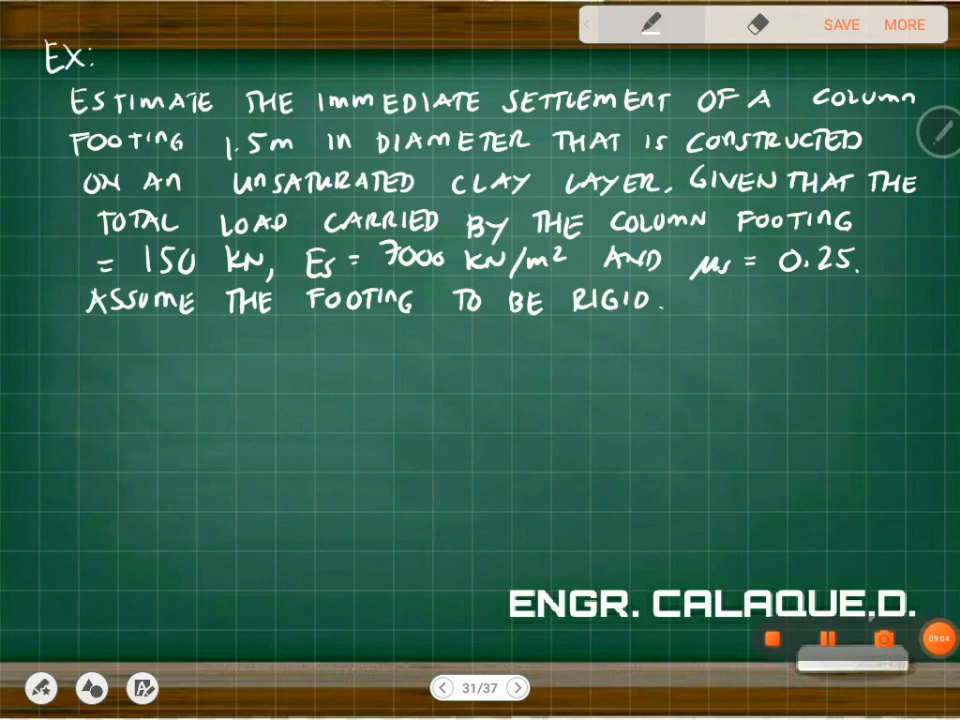 SAVE MORE
EX:
ESTIMATE THE IMMEDIATE SETTLEMENT OF A COLUMN
FOOTING 1.5m IN DIAMETER THAT IS CONSTRUCTED
ON AN UNSATURATED CLAY LAYER. GIVEN THAT THE
TOTAL LOAD CARRIED BY THE COLUMN FOOTING
= 150 KN, Es = 7000 KN/m² AND μs = 0.25.
ASSUME THE FOOTING TO BE RIGID.
ENGR. CALAQUE.D.
09:04
31/37